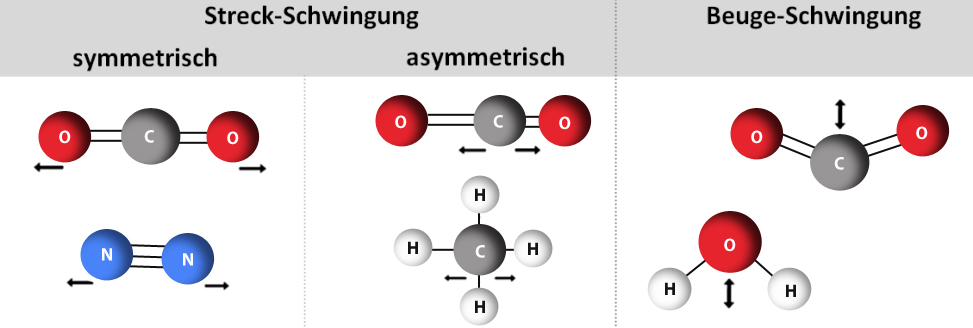 Streck-Schwingung
Beuge-Schwingung
symmetrisch
asymmetrisch
O C O
O C O
O C O
N N
H
H C H
H
O
H H